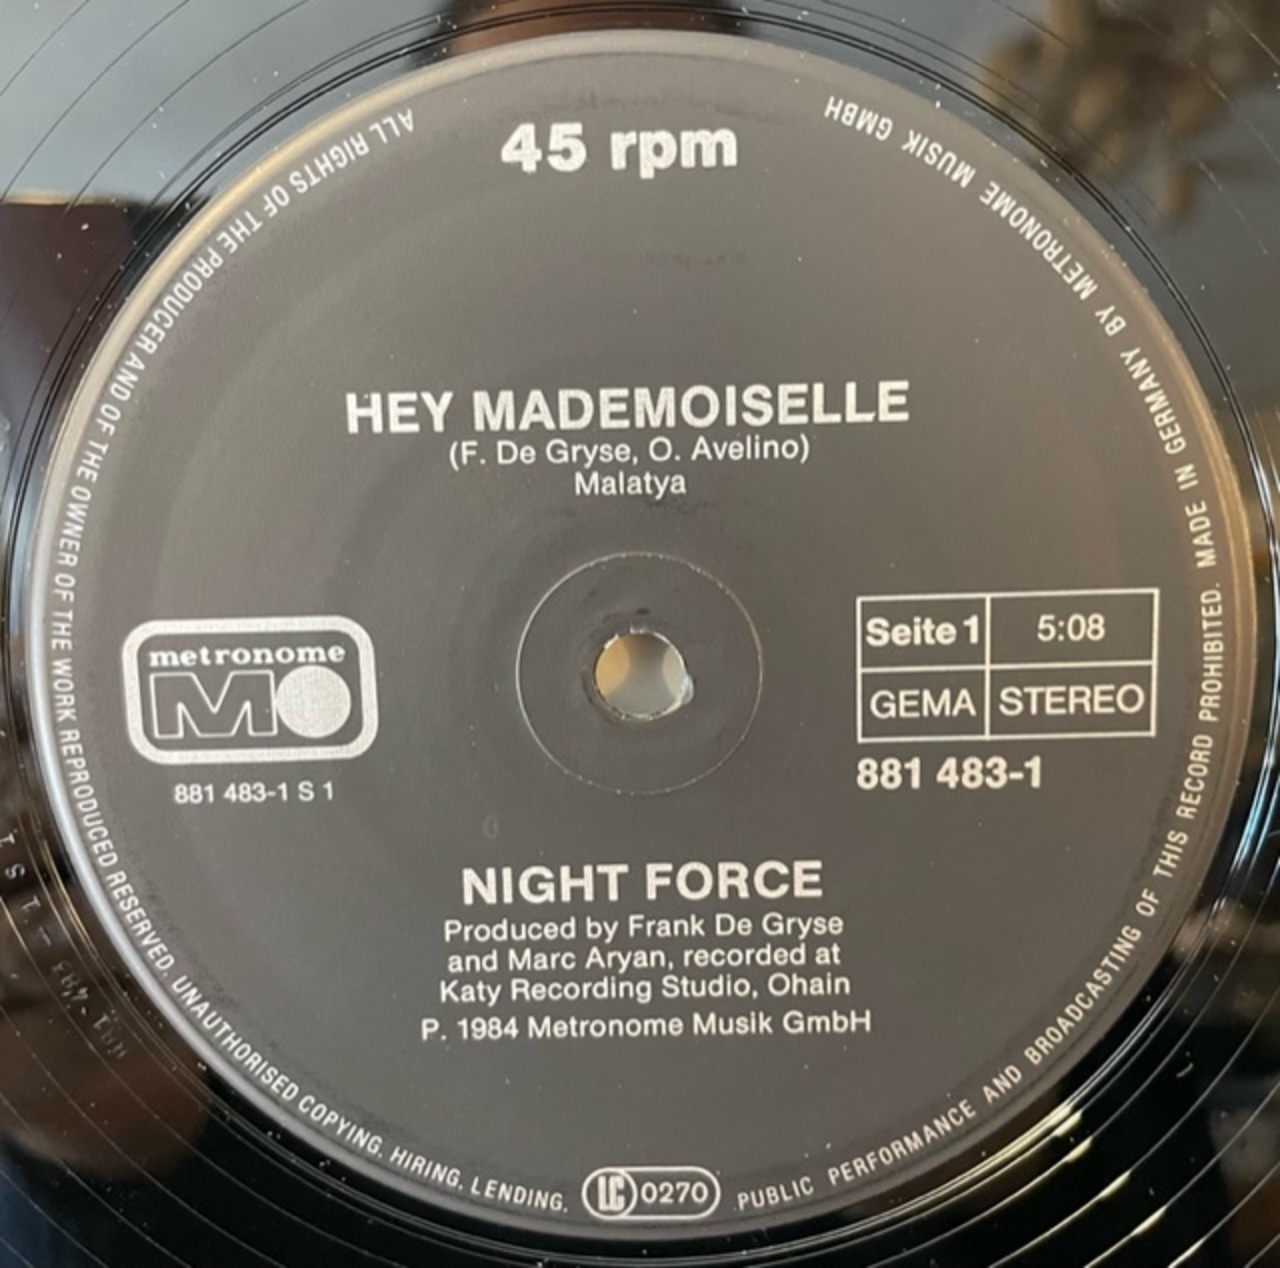 45 rpm
HEY MADEMOISELLE
(F. De Gryse, O. Avelino)
Malatya
metronome
MO
881 483-1 S 1
Seite 1
5:08
GEMA
STEREO
881 483-1
NIGHT FORCE
Produced by Frank De Gryse
and Marc Aryan, recorded at
Katy Recording Studio, Ohain
P. 1984 Metronome Musik GmbH
ALL RIGHTS OF THE PRODUCER AND OF THE OWNER OF THE WORK REPRODUCED RESERVED. UNAUTHORISED COPYING, HIRING, LENDING, PUBLIC PERFORMANCE AND BROADCASTING OF THIS RECORD PROHIBITED. MADE IN GERMANY BY METRONOME MUSIK GMBH
LC 0270